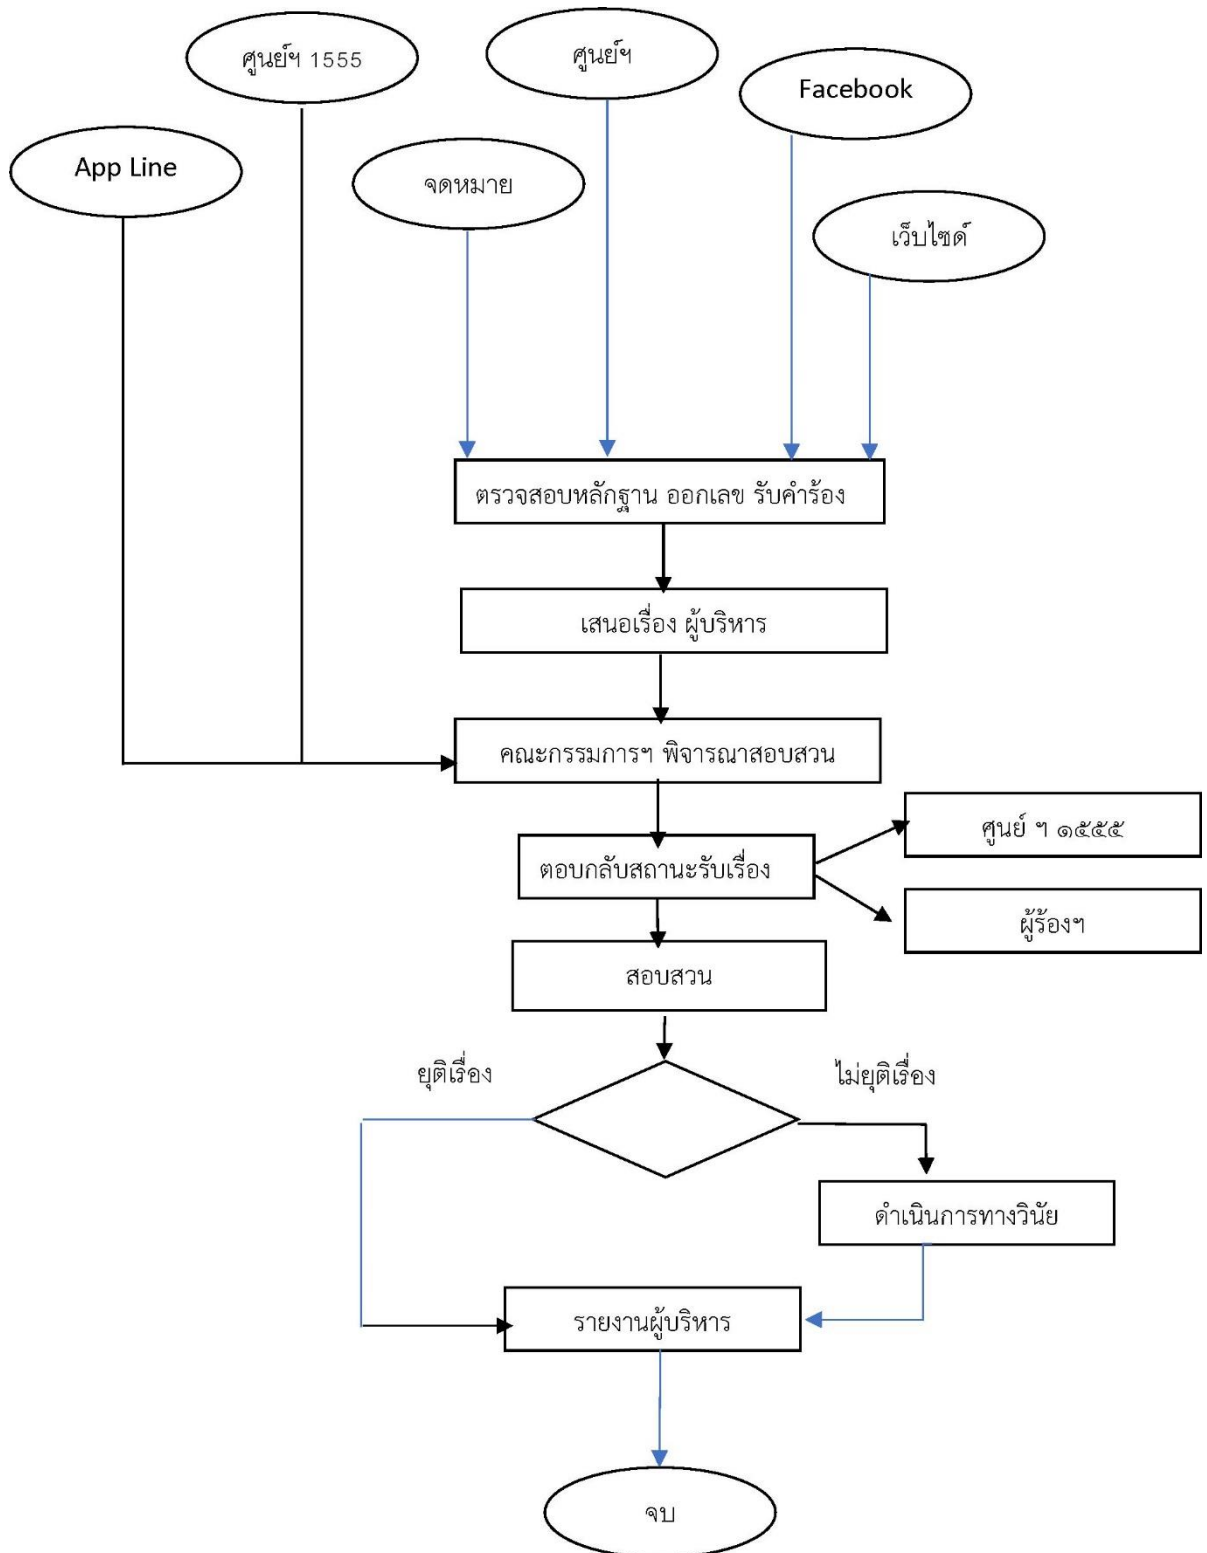 ศูนย์ฯ 1555
ศูนย์ฯ
Facebook
App Line
จดหมาย
เว็บไซด์
ตรวจสอบหลักฐาน ออกเลข รับคำร้อง
เสนอเรื่อง ผู้บริหาร
คณะกรรมการฯ พิจารณาสอบสวน
ศูนย์ ฯ ๑๕๕๕
ตอบกลับสถานะรับเรื่อง
ผู้ร้องฯ
สอบสวน
ยุติเรื่อง
ไม่ยุติเรื่อง
ดำเนินการทางวินัย
รายงานผู้บริหาร
จบ